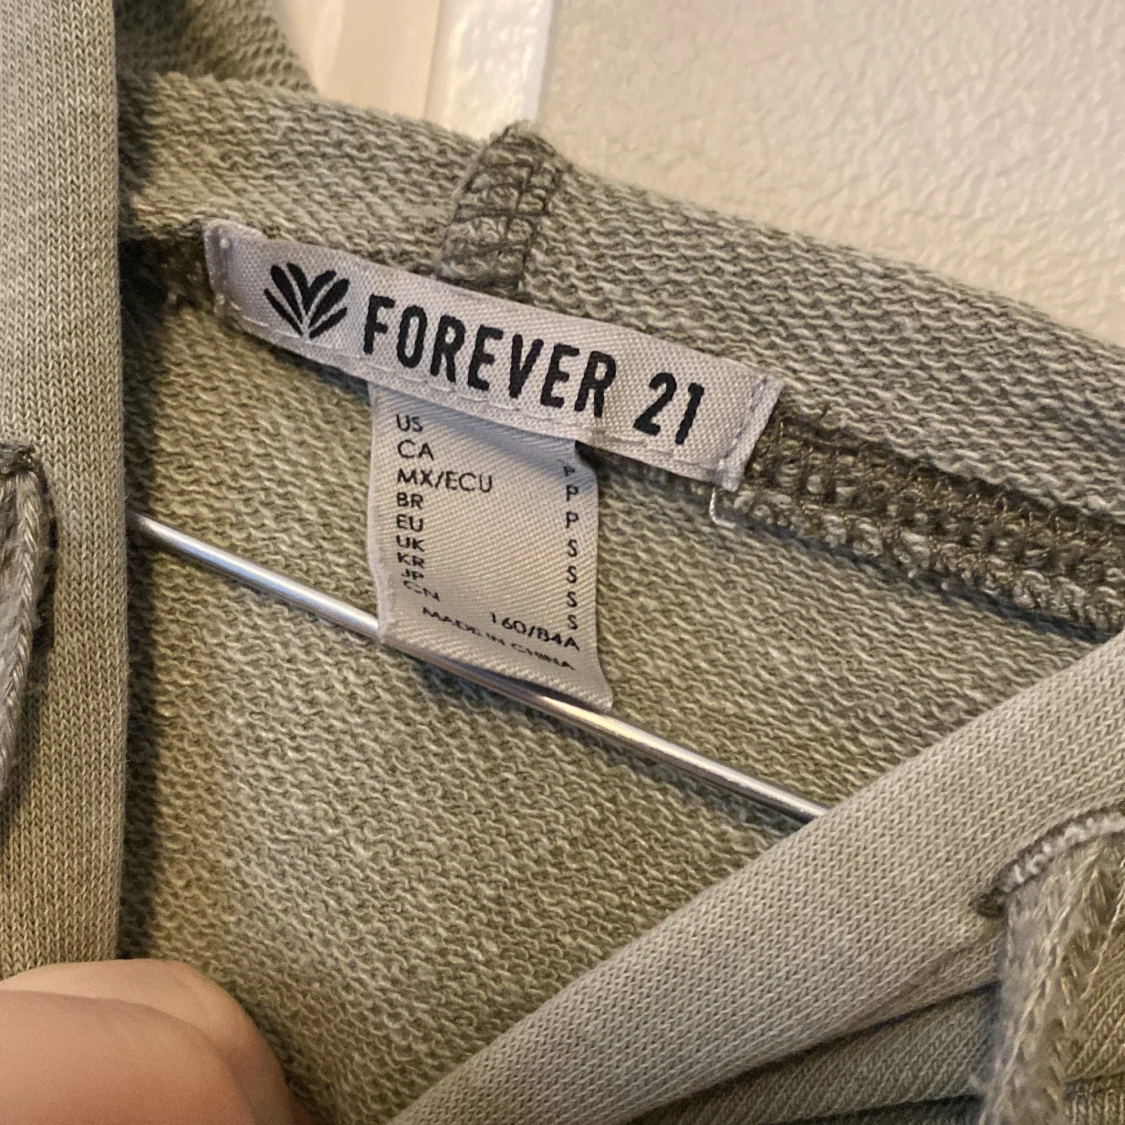 FOREVER 21
US
CA P
MX/ECU P
BR P
EU S
UK S
KR S
JP S
CN 160/84A
MADE IN CHINA